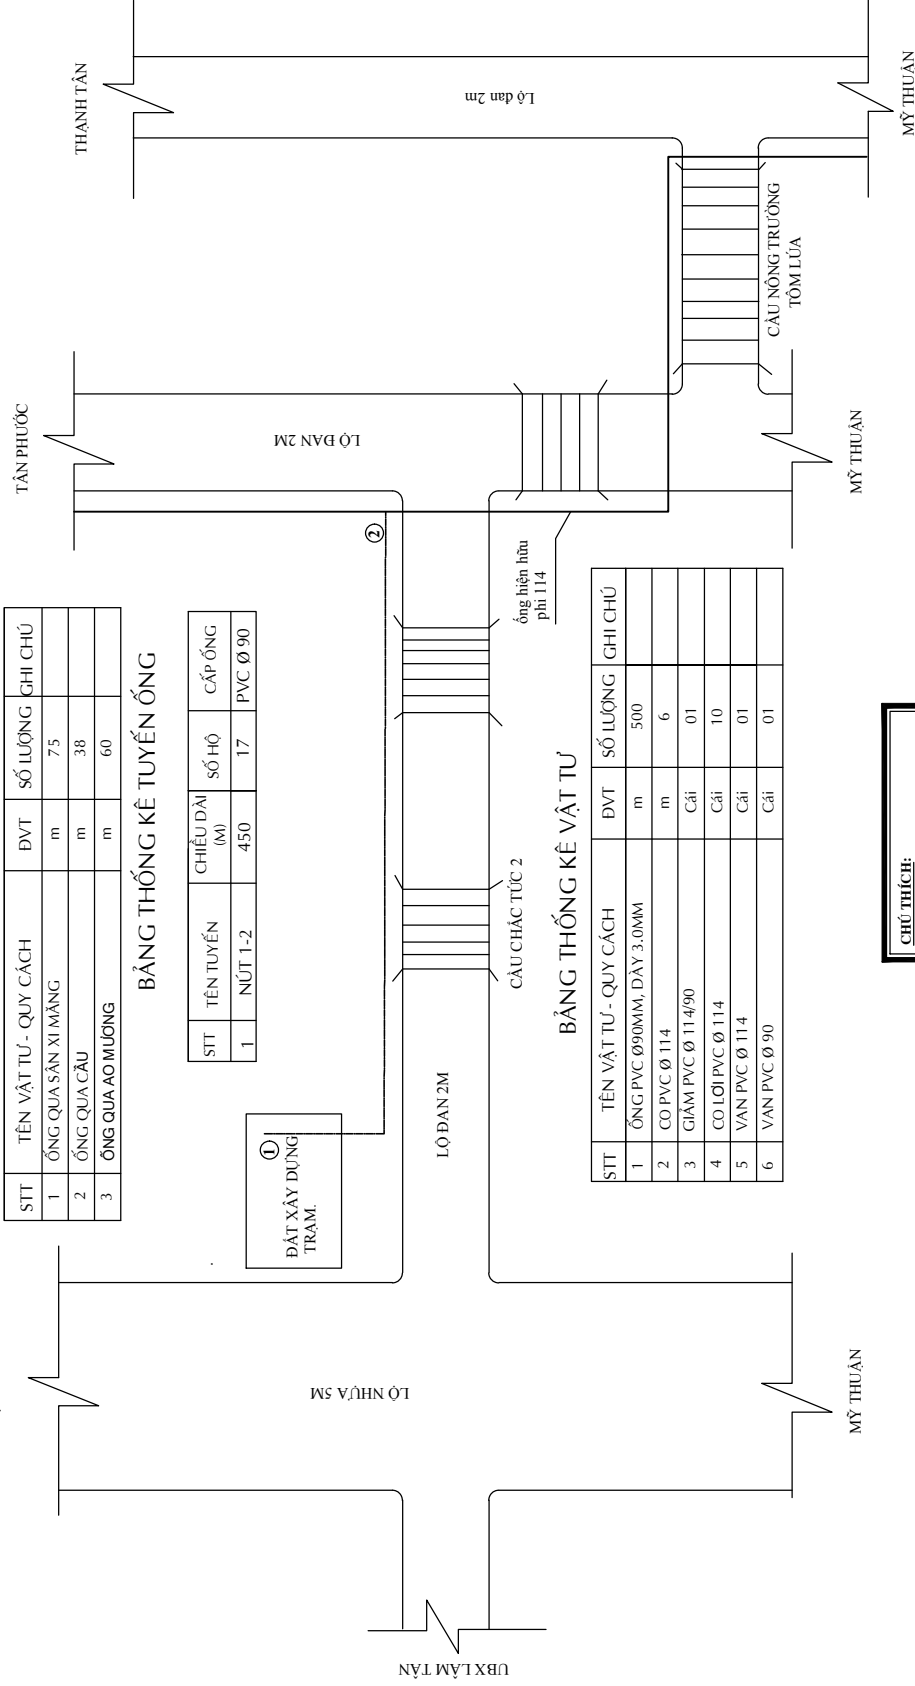 THẠNH TÂN
Lộ đan 2m
MỸ THUẬN
CẦU NÔNG TRƯỜNG
TÔM LÚA
TÂN PHƯỚC
LỘ ĐAN 2M
MỸ THUẬN
ống hiện hữu
phi 114
2
STT TÊN VẬT TƯ - QUY CÁCH ĐVT SỐ LƯỢNG GHI CHÚ
1 ỐNG QUA SÂN XI MĂNG m 75
2 ỐNG QUA CẦU m 38
3 ỐNG QUA AO MƯƠNG m 60
BẢNG THỐNG KÊ TUYẾN ỐNG
STT TÊN TUYẾN CHIỀU DÀI (M) SỐ HỘ CẤP ỐNG
1 NÚT 1-2 450 17 PVC Ø 90
1
ĐẤT XÂY DỰNG
TRẠM.
CẦU CHẮC TỨC 2
LỘ ĐAN 2M
BẢNG THỐNG KÊ VẬT TƯ
STT TÊN VẬT TƯ - QUY CÁCH ĐVT SỐ LƯỢNG GHI CHÚ
1 ỐNG PVC Ø90MM, DÀY 3.0MM m 500
2 CO PVC Ø 114 m 6
3 GIẢM PVC Ø 114/90 Cái 01
4 CO LƠI PVC Ø 114 Cái 10
5 VAN PVC Ø 114 Cái 01
6 VAN PVC Ø 90 Cái 01
LỘ NHỰA 5M
MỸ THUẬN
UBX LÂM TÂN
CHÚ THÍCH: